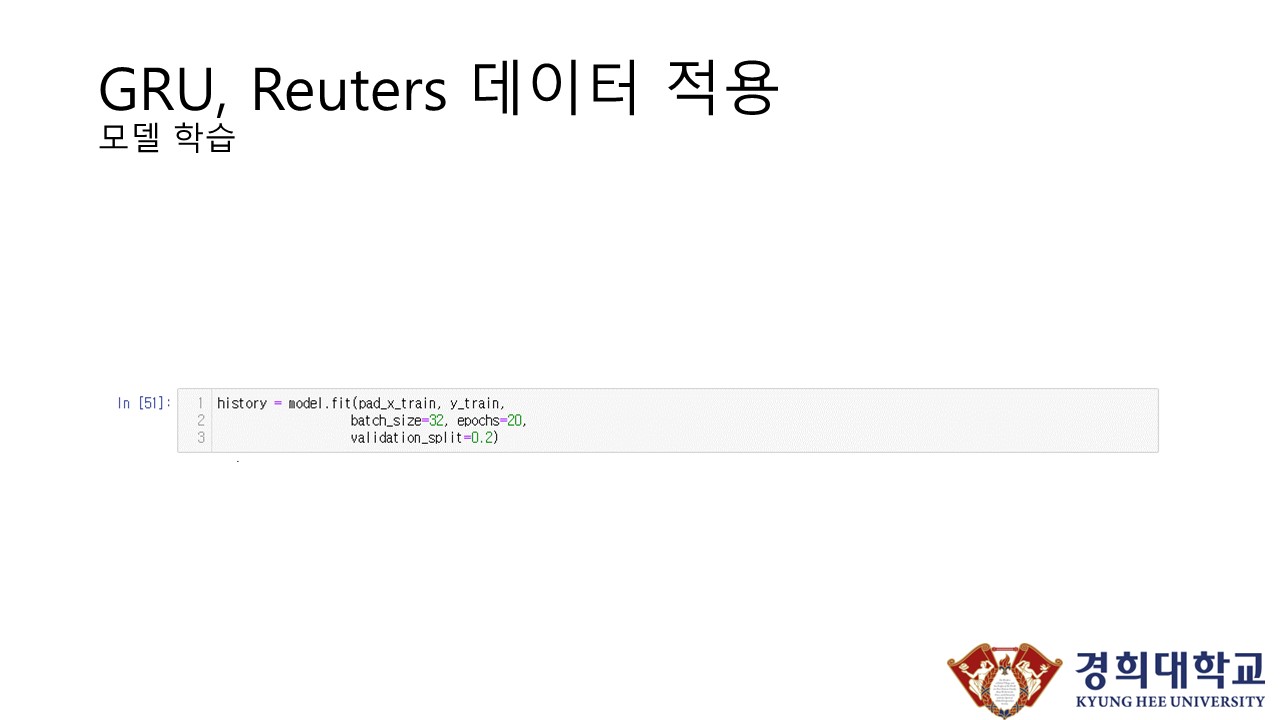 GRU, Reuters 데이터 적용
모델 학습
In [51]:
1 history = model.fit(pad_x_train, y_train,
2 batch_size=32, epochs=20,
3 validation_split=0.2)
경희대학교
KYUNG HEE UNIVERSITY